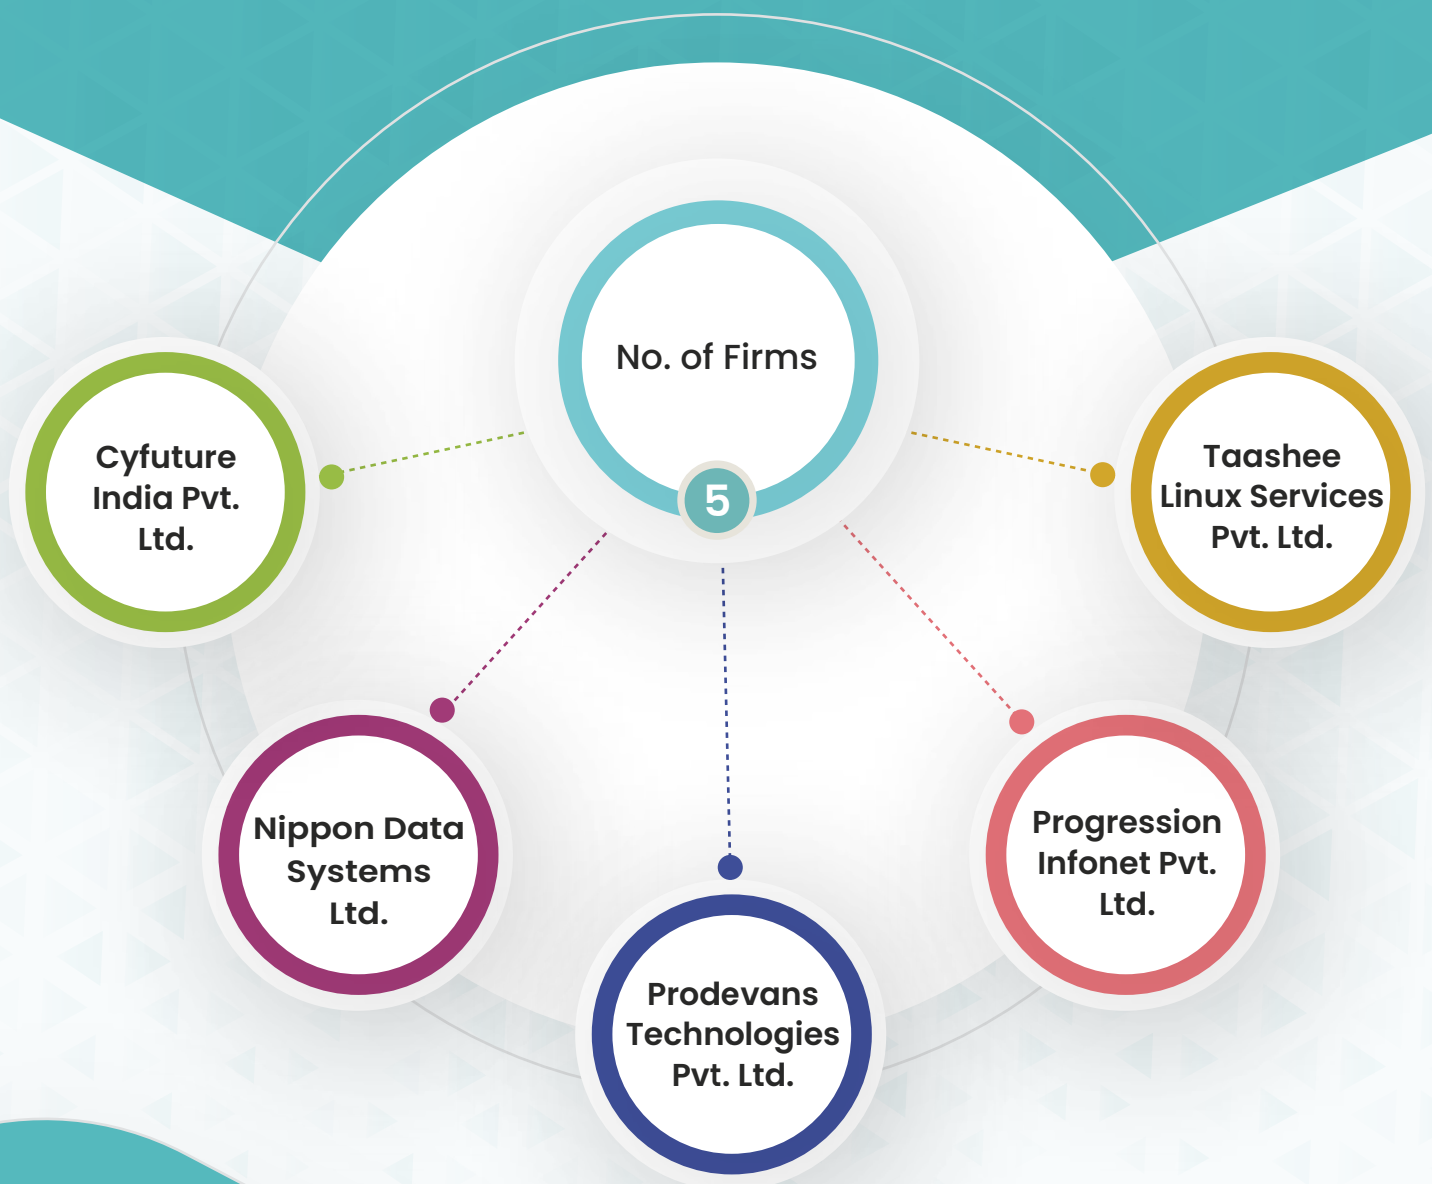 No. of Firms
5
Cyfuture
India Pvt.
Ltd.
Nippon Data
Systems
Ltd.
Prodevans
Technologies
Pvt. Ltd.
Progression
Infonet Pvt.
Ltd.
Taashee
Linux Services
Pvt. Ltd.